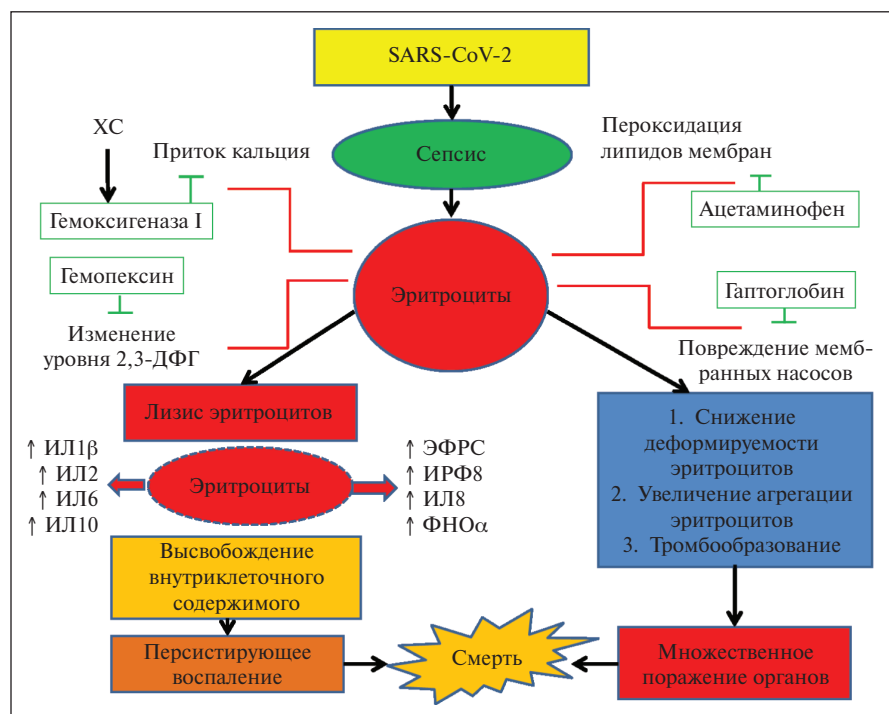 SARS-CoV-2
Сепсис
ХС
Приток кальция
Гемоксигеназа I
Пероксидация
липидов мембран
Ацетаминофен
Гемопексин
Изменение
уровня 2,3-ДФГ
Эритроциты
Гаптоглобин
Повреждение мемб-
ранных насосов
Лизис эритроцитов
↑ ИЛ1β
↑ ИЛ2
↑ ИЛ6
↑ ИЛ10
Эритроциты
↑ ЭФРС
↑ ИРФ8
↑ ИЛ8
↑ ФНОα
1. Снижение
деформируемости
эритроцитов
2. Увеличение агрегации
эритроцитов
3. Тромбообразование
Высвобождение
внутриклеточного
содержимого
Персистирующее
воспаление
Смерть
Множественное
поражение органов